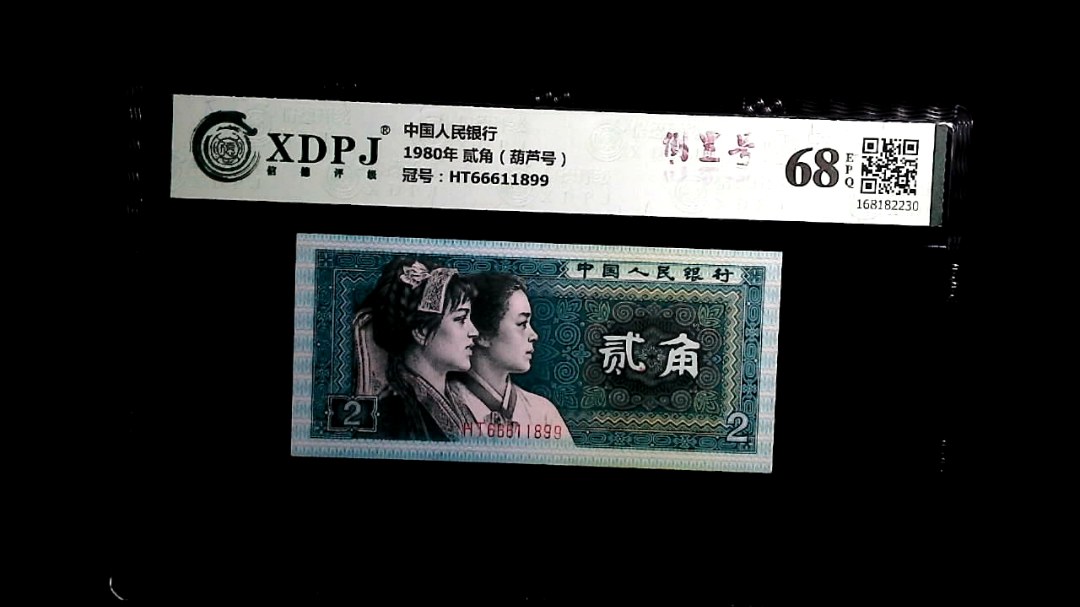 XDPJ®
信德评级
中国人民银行
1980年 贰角（葫芦号）
冠号：HT66611899
倒置号
68
EPQ
168182230
中国人民银行
贰角
2
2
HT66611899